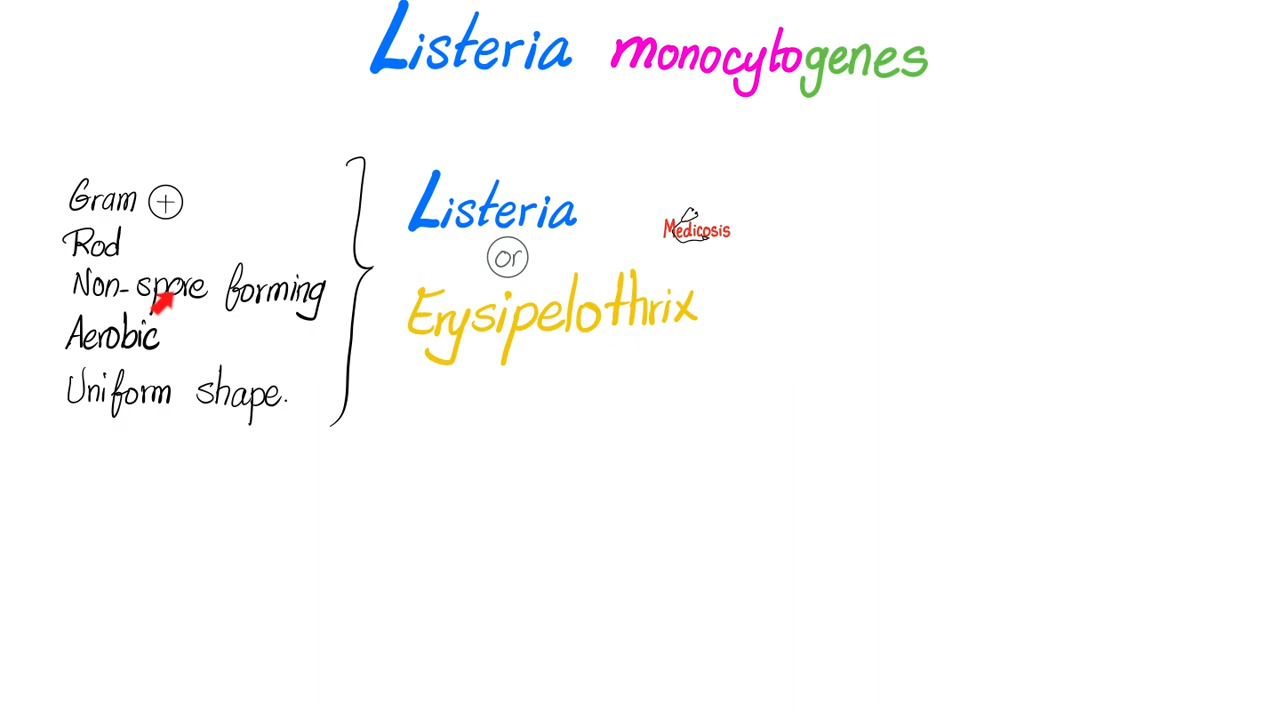 Listeria monocytogenes
Gram +
Rod
Non-spore forming
Aerobic
Uniform shape.
Listeria
or
Erysipelothrix
Medicosis